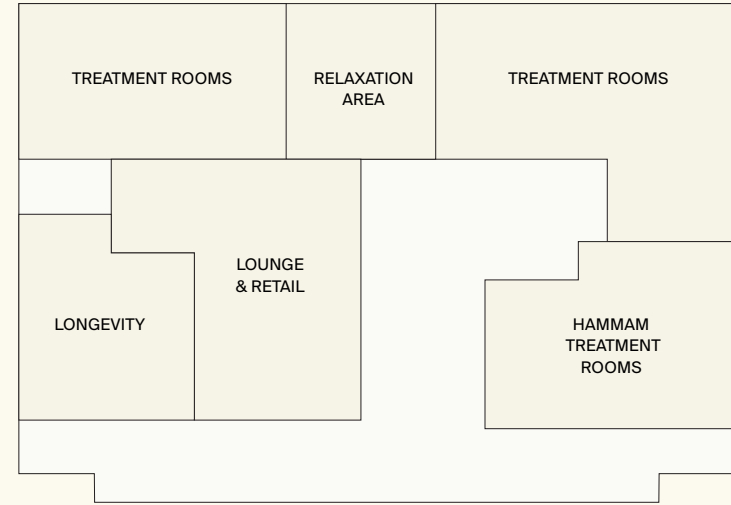 TREATMENT ROOMS
RELAXATION
AREA
TREATMENT ROOMS
LOUNGE
& RETAIL
LONGEVITY
HAMMAM
TREATMENT
ROOMS